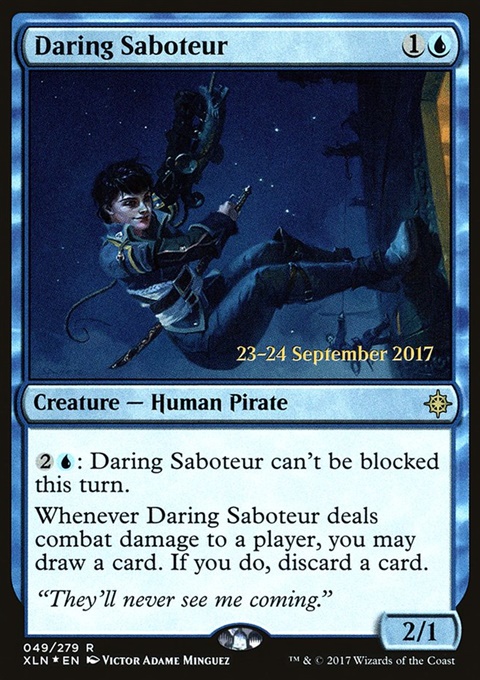 Daring Saboteur 1
23–24 September 2017
Creature — Human Pirate
2 : Daring Saboteur can't be blocked
this turn.
Whenever Daring Saboteur deals
combat damage to a player, you may
draw a card. If you do, discard a card.
“They'll never see me coming.”
2/1
049/279 R
XLN ★ EN Victor Adame Minguez
™ & © 2017 Wizards of the Coast